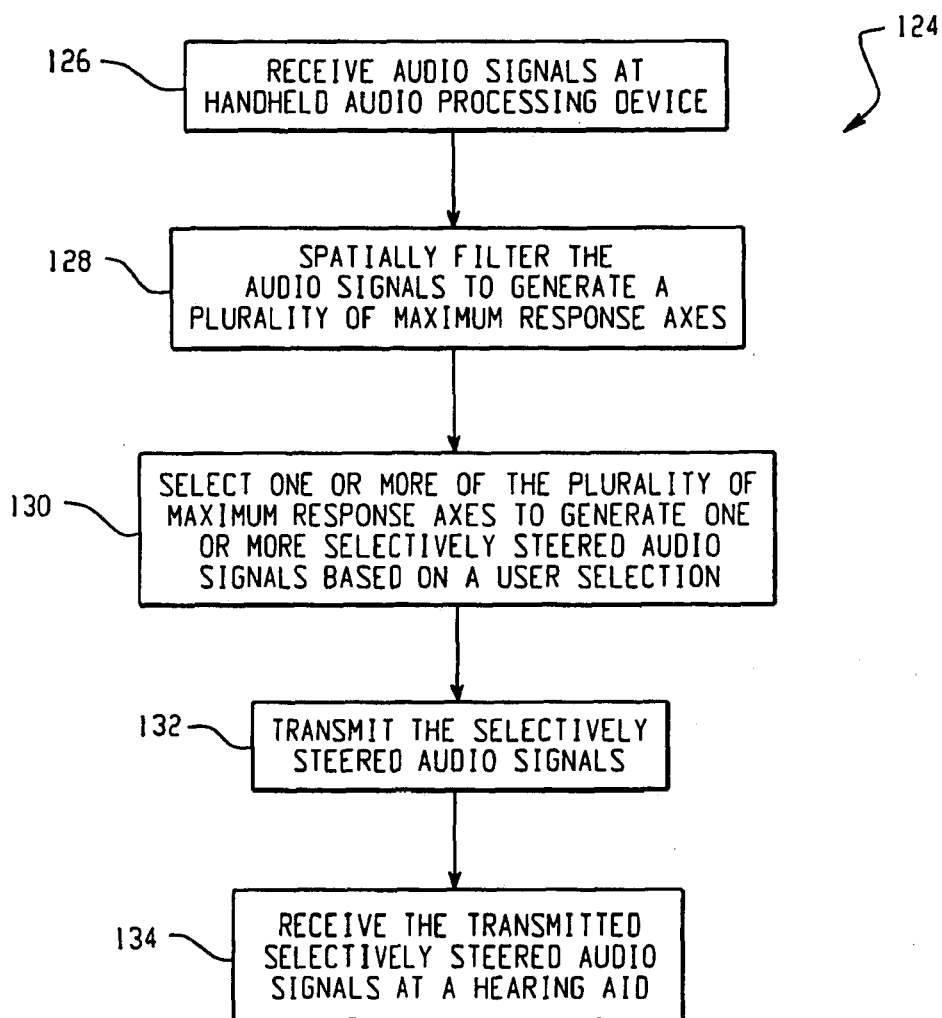 124
126
RECEIVE AUDIO SIGNALS AT
HANDHELD AUDIO PROCESSING DEVICE
128
SPATIALLY FILTER THE
AUDIO SIGNALS TO GENERATE A
PLURALITY OF MAXIMUM RESPONSE AXES
130
SELECT ONE OR MORE OF THE PLURALITY OF
MAXIMUM RESPONSE AXES TO GENERATE ONE
OR MORE SELECTIVELY STEERED AUDIO
SIGNALS BASED ON A USER SELECTION
132
TRANSMIT THE SELECTIVELY
STEERED AUDIO SIGNALS
134
RECEIVE THE TRANSMITTED
SELECTIVELY STEERED AUDIO
SIGNALS AT A HEARING AID